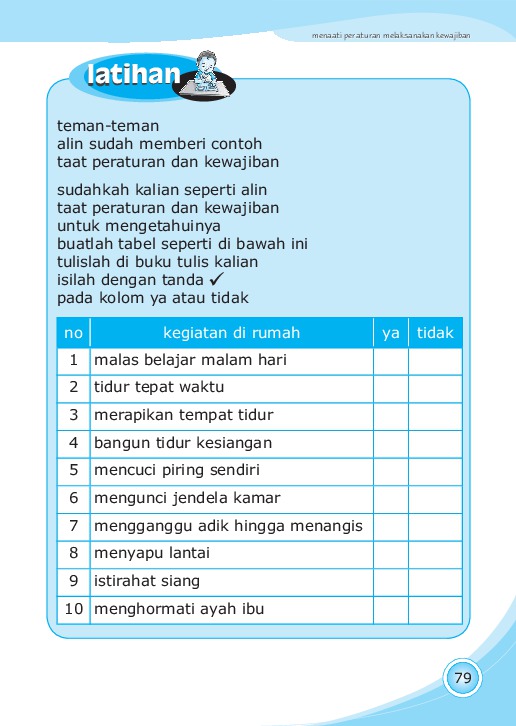 menaati peraturan melaksanakan kewajiban
latihan
teman-teman
alin sudah memberi contoh
taat peraturan dan kewajiban
sudahkah kalian seperti alin
taat peraturan dan kewajiban
untuk mengetahuinya
buatlah tabel seperti di bawah ini
tulislah di buku tulis kalian
isilah dengan tanda ✓
pada kolom ya atau tidak
no kegiatan di rumah ya tidak
1 malas belajar malam hari
2 tidur tepat waktu
3 merapikan tempat tidur
4 bangun tidur kesiangan
5 mencuci piring sendiri
6 mengunci jendela kamar
7 mengganggu adik hingga menangis
8 menyapu lantai
9 istirahat siang
10 menghormati ayah ibu
79